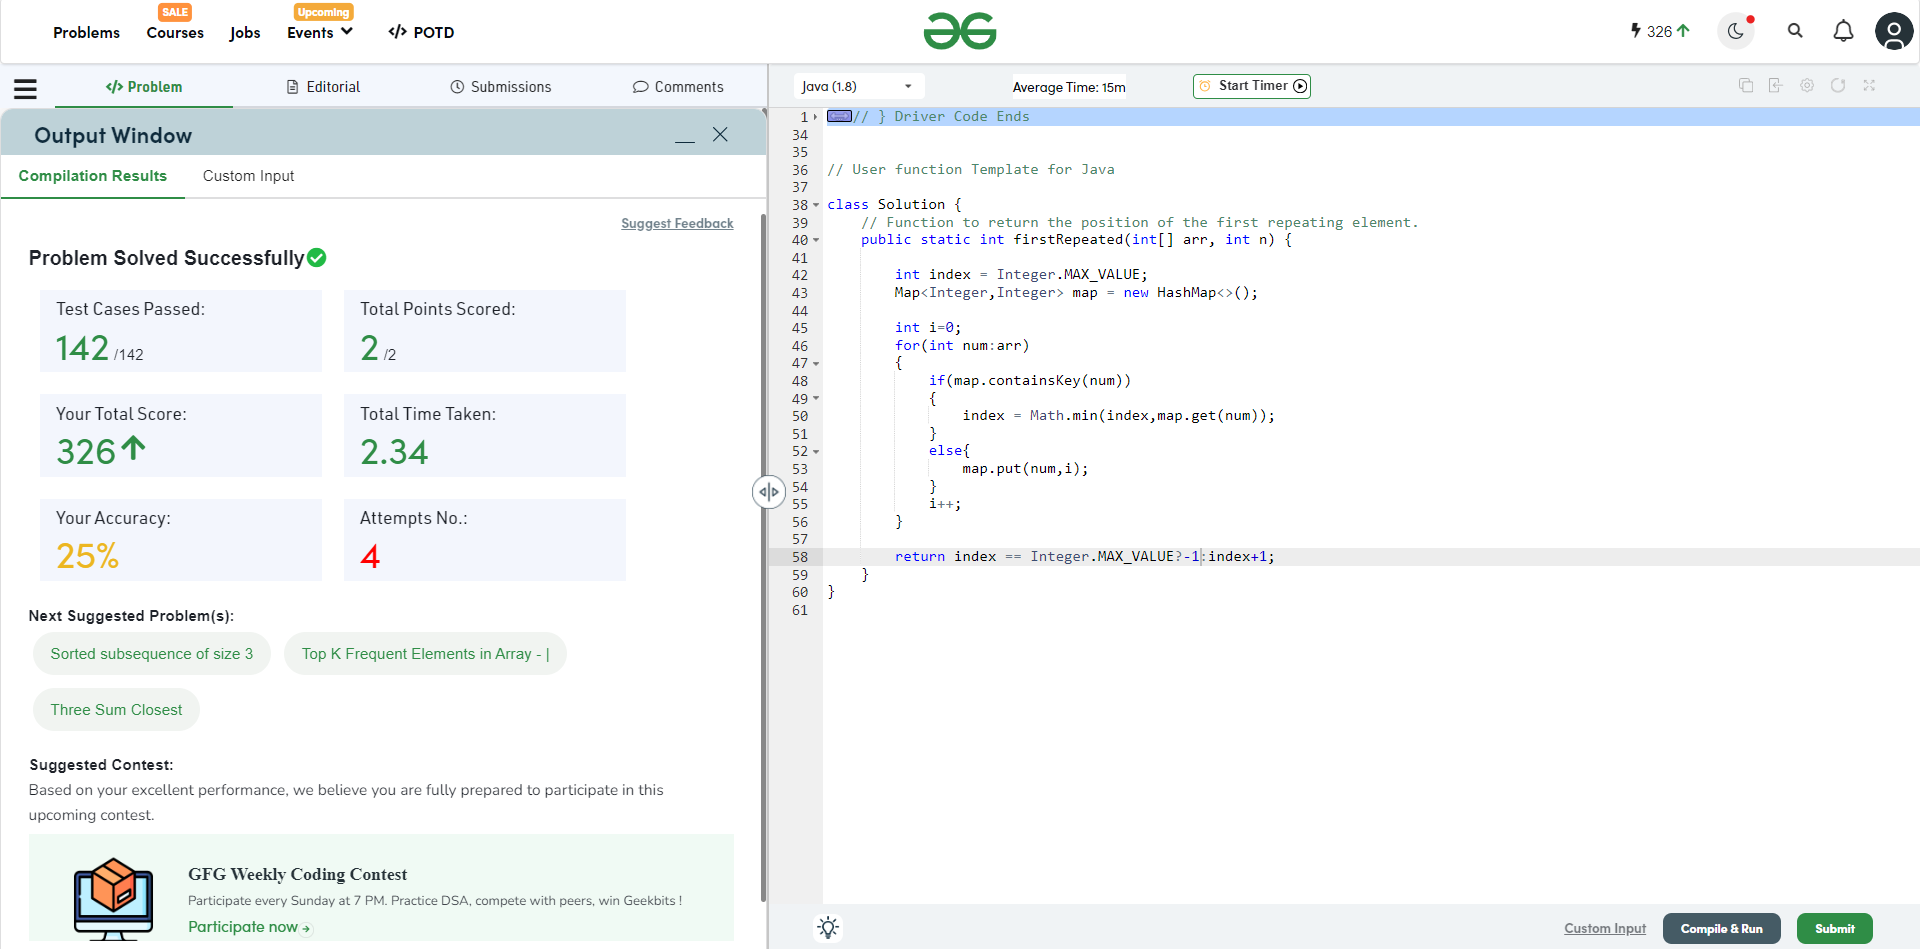 SALE
Upcoming
Problems Courses Jobs Events </> POTD
326
</> Problem Editorial Submissions Comments
Output Window
Compilation Results Custom Input
Suggest Feedback
Problem Solved Successfully
Test Cases Passed:
142 /142
Total Points Scored:
2 /2
Your Total Score:
326
Total Time Taken:
2.34
Your Accuracy:
25%
Attempts No.:
4
Next Suggested Problem(s):
Sorted subsequence of size 3
Top K Frequent Elements in Array - |
Three Sum Closest
Suggested Contest:
Based on your excellent performance, we believe you are fully prepared to participate in this
upcoming contest.
GFG Weekly Coding Contest
Participate every Sunday at 7 PM. Practice DSA, compete with peers, win Geekbits !
Participate now
Java (1.8) Average Time: 15m Start Timer
1 // } Driver Code Ends
34
35
36 // User function Template for Java
37
38 class Solution {
39 // Function to return the position of the first repeating element.
40 public static int firstRepeated(int[] arr, int n) {
41
42 int index = Integer.MAX_VALUE;
43 Map<Integer,Integer> map = new HashMap<>();
44
45 int i=0;
46 for(int num:arr)
47 {
48 if(map.containsKey(num))
49 {
50 index = Math.min(index,map.get(num));
51 }
52 else{
53 map.put(num,i);
54 }
55 i++;
56 }
57
58 return index == Integer.MAX_VALUE?-1:index+1;
59 }
60 }
61
Custom Input Compile & Run Submit